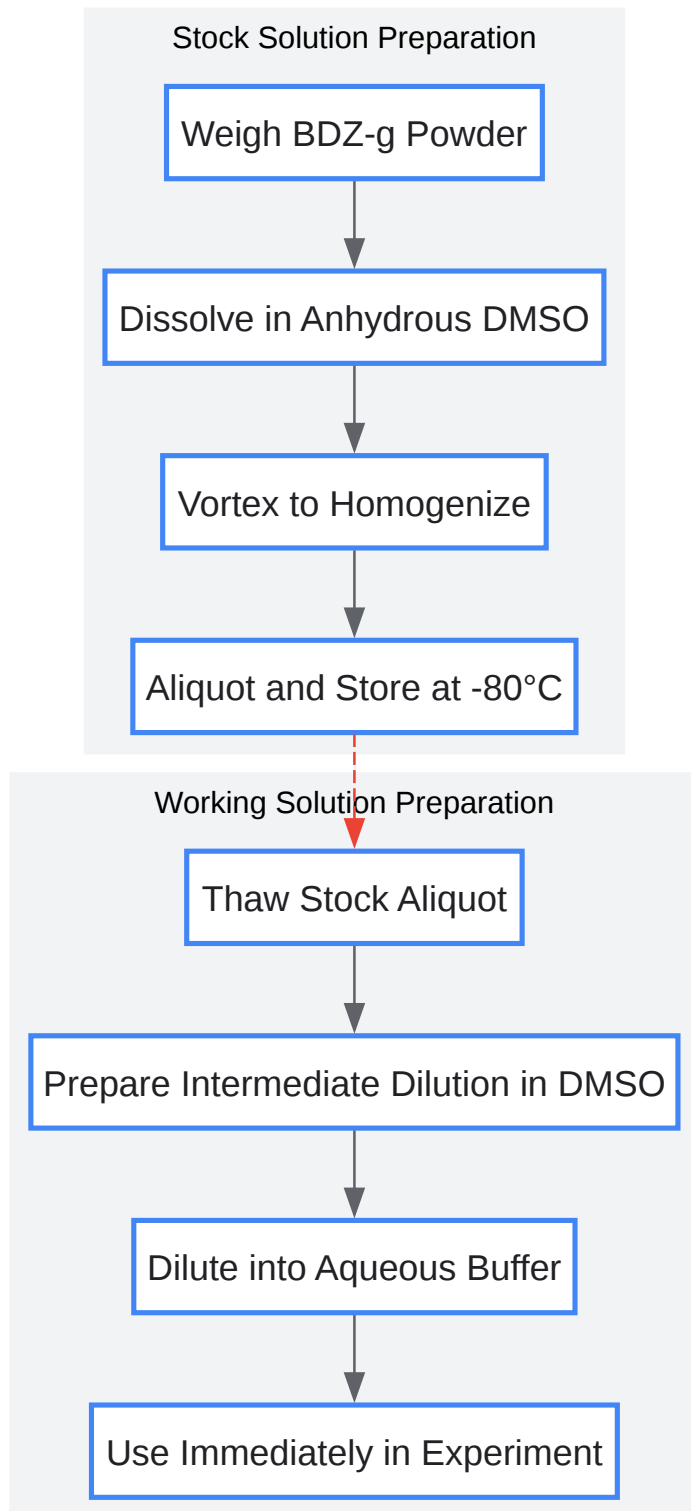 Stock Solution Preparation
Weigh BDZ-g Powder
Dissolve in Anhydrous DMSO
Vortex to Homogenize
Aliquot and Store at -80°C
Working Solution Preparation
Thaw Stock Aliquot
Prepare Intermediate Dilution in DMSO
Dilute into Aqueous Buffer
Use Immediately in Experiment